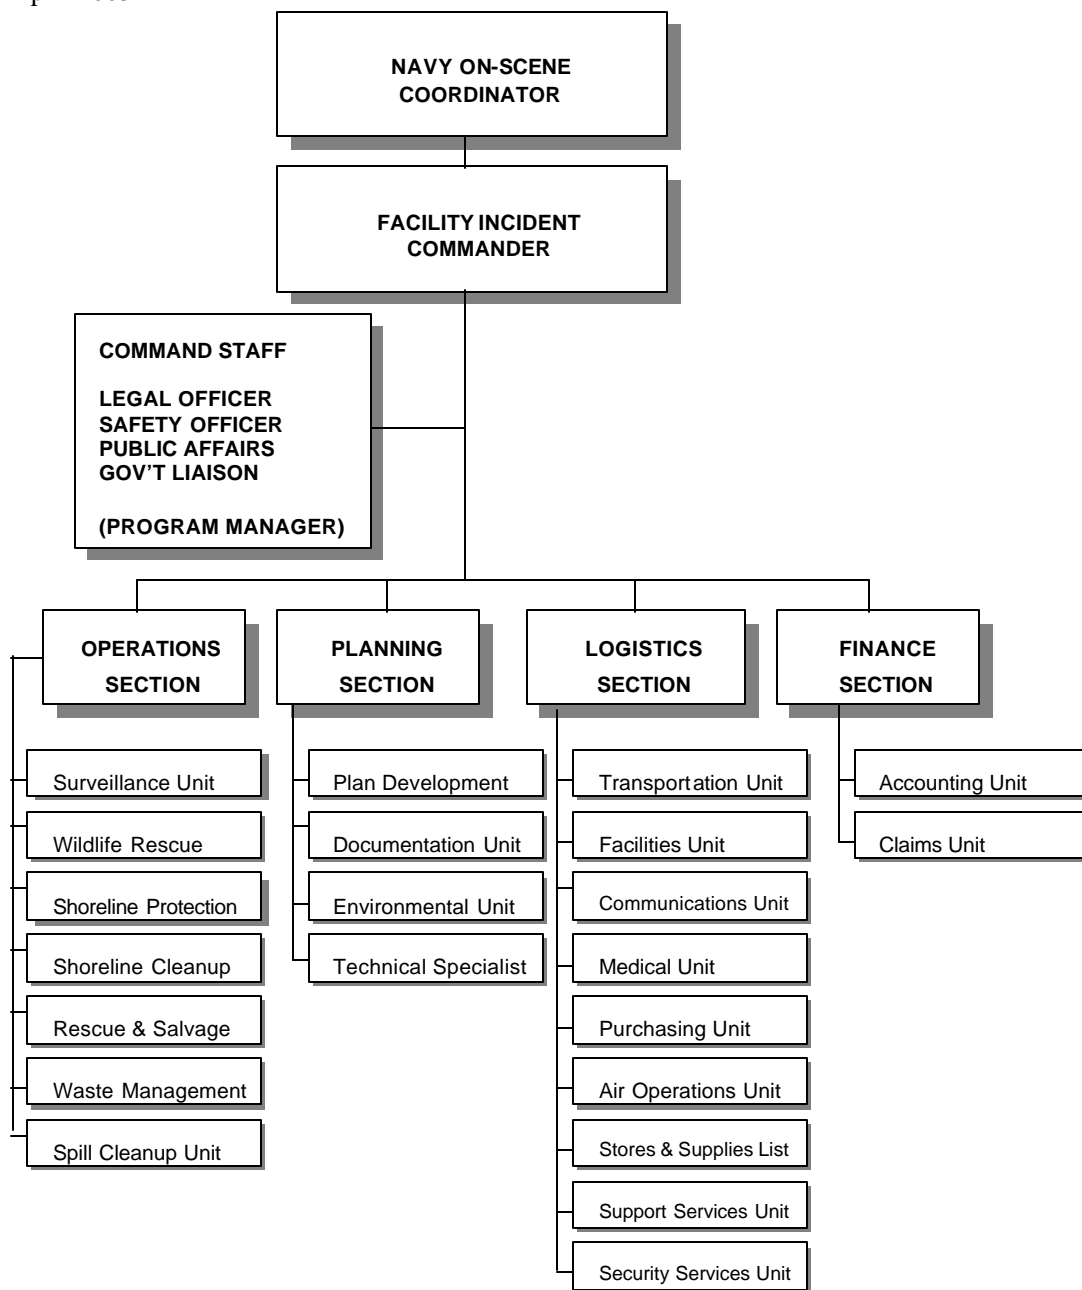 NAVY ON-SCENE
COORDINATOR
FACILITY INCIDENT
COMMANDER
COMMAND STAFF
LEGAL OFFICER
SAFETY OFFICER
PUBLIC AFFAIRS
GOV'T LIAISON
(PROGRAM MANAGER)
OPERATIONS
SECTION
PLANNING
SECTION
LOGISTICS
SECTION
FINANCE
SECTION
Surveillance Unit
Wildlife Rescue
Shoreline Protection
Shoreline Cleanup
Rescue & Salvage
Waste Management
Spill Cleanup Unit
Plan Development
Documentation Unit
Environmental Unit
Technical Specialist
Transportation Unit
Facilities Unit
Communications Unit
Medical Unit
Purchasing Unit
Air Operations Unit
Stores & Supplies List
Support Services Unit
Security Services Unit
Accounting Unit
Claims Unit